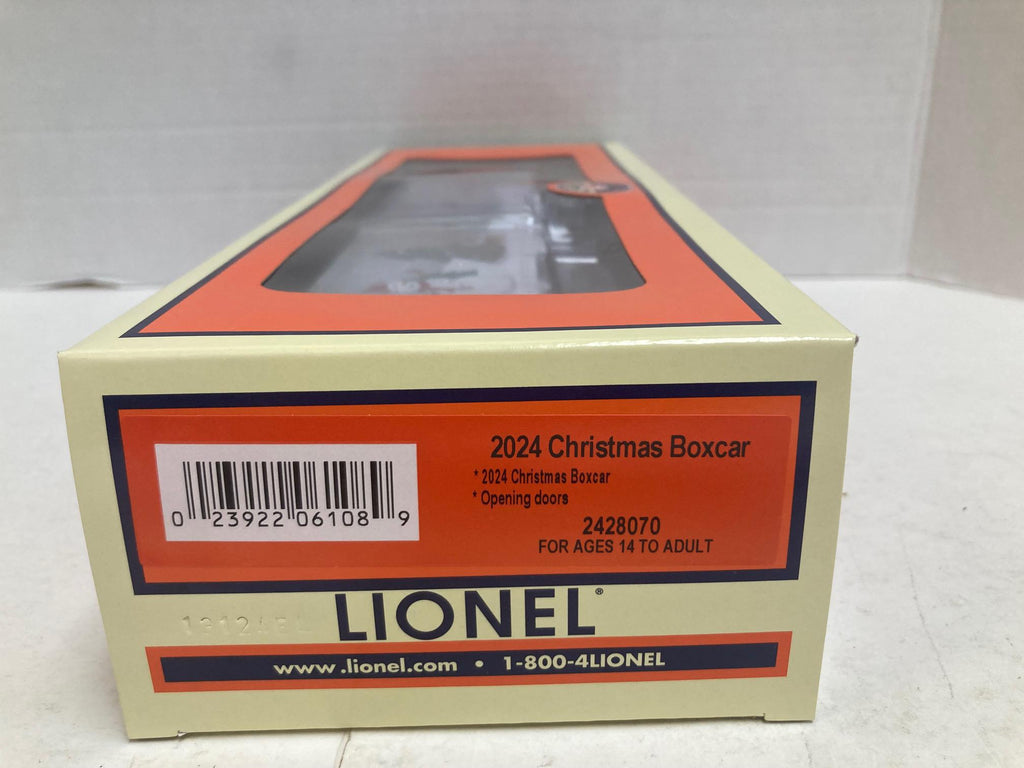 2024 Christmas Boxcar
* 2024 Christmas Boxcar
* Opening doors
2428070
FOR AGES 14 TO ADULT
0 23922 06108 9
LIONEL®
www.lionel.com • 1-800-4LIONEL